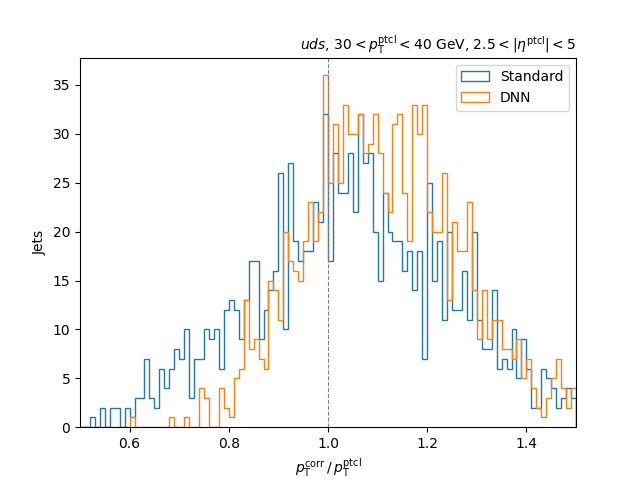 uds, 30 < p_T^ptcl < 40 GeV, 2.5 < |η^ptcl| < 5
Standard
DNN
Jets
35
30
25
20
15
10
5
0
0.6 0.8 1.0 1.2 1.4
p_T^corr / p_T^ptcl